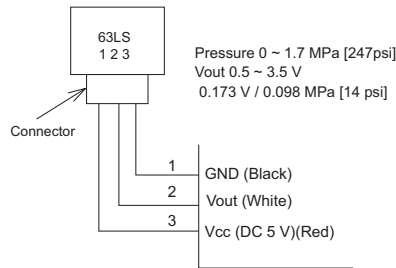 63LS
1 2 3
Pressure 0 ~ 1.7 MPa [247psi]
Vout 0.5 ~ 3.5 V
0.173 V / 0.098 MPa [14 psi]
Connector
1 GND (Black)
2 Vout (White)
3 Vcc (DC 5 V)(Red)